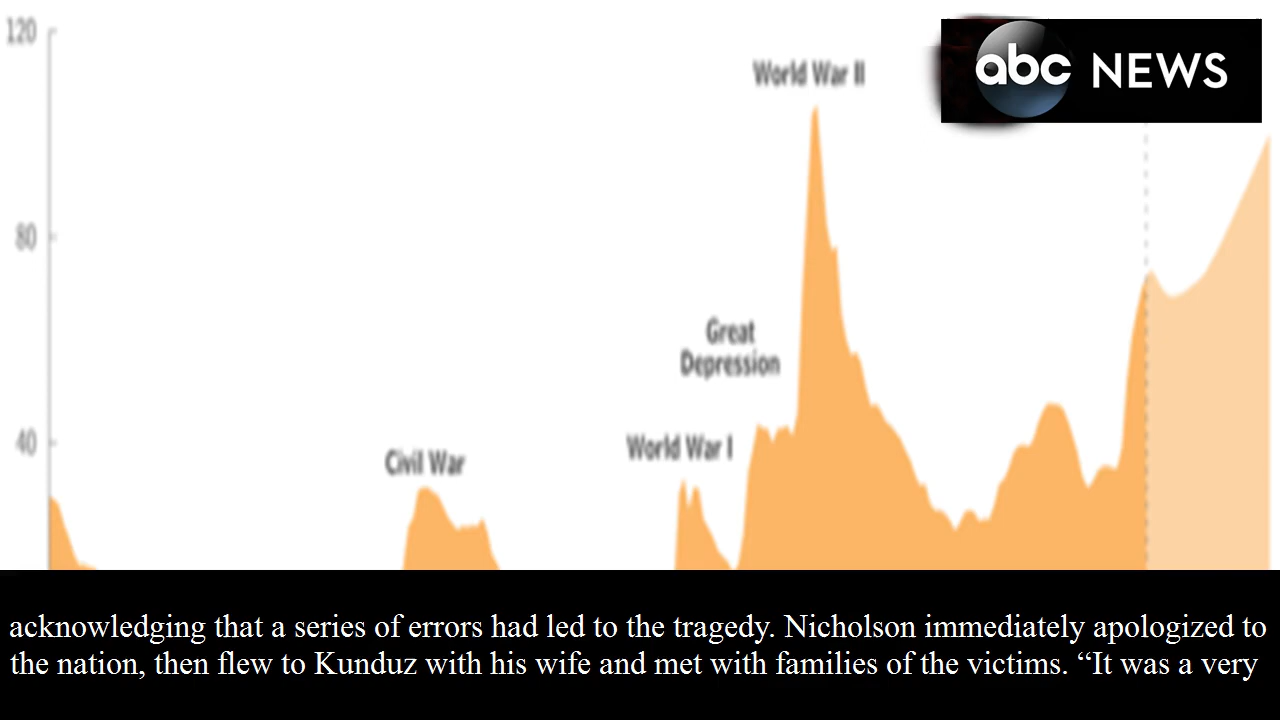 120
abc NEWS
World War II
80
Great
Depression
40
World War I
Civil War
acknowledging that a series of errors had led to the tragedy. Nicholson immediately apologized to
the nation, then flew to Kunduz with his wife and met with families of the victims. “It was a very